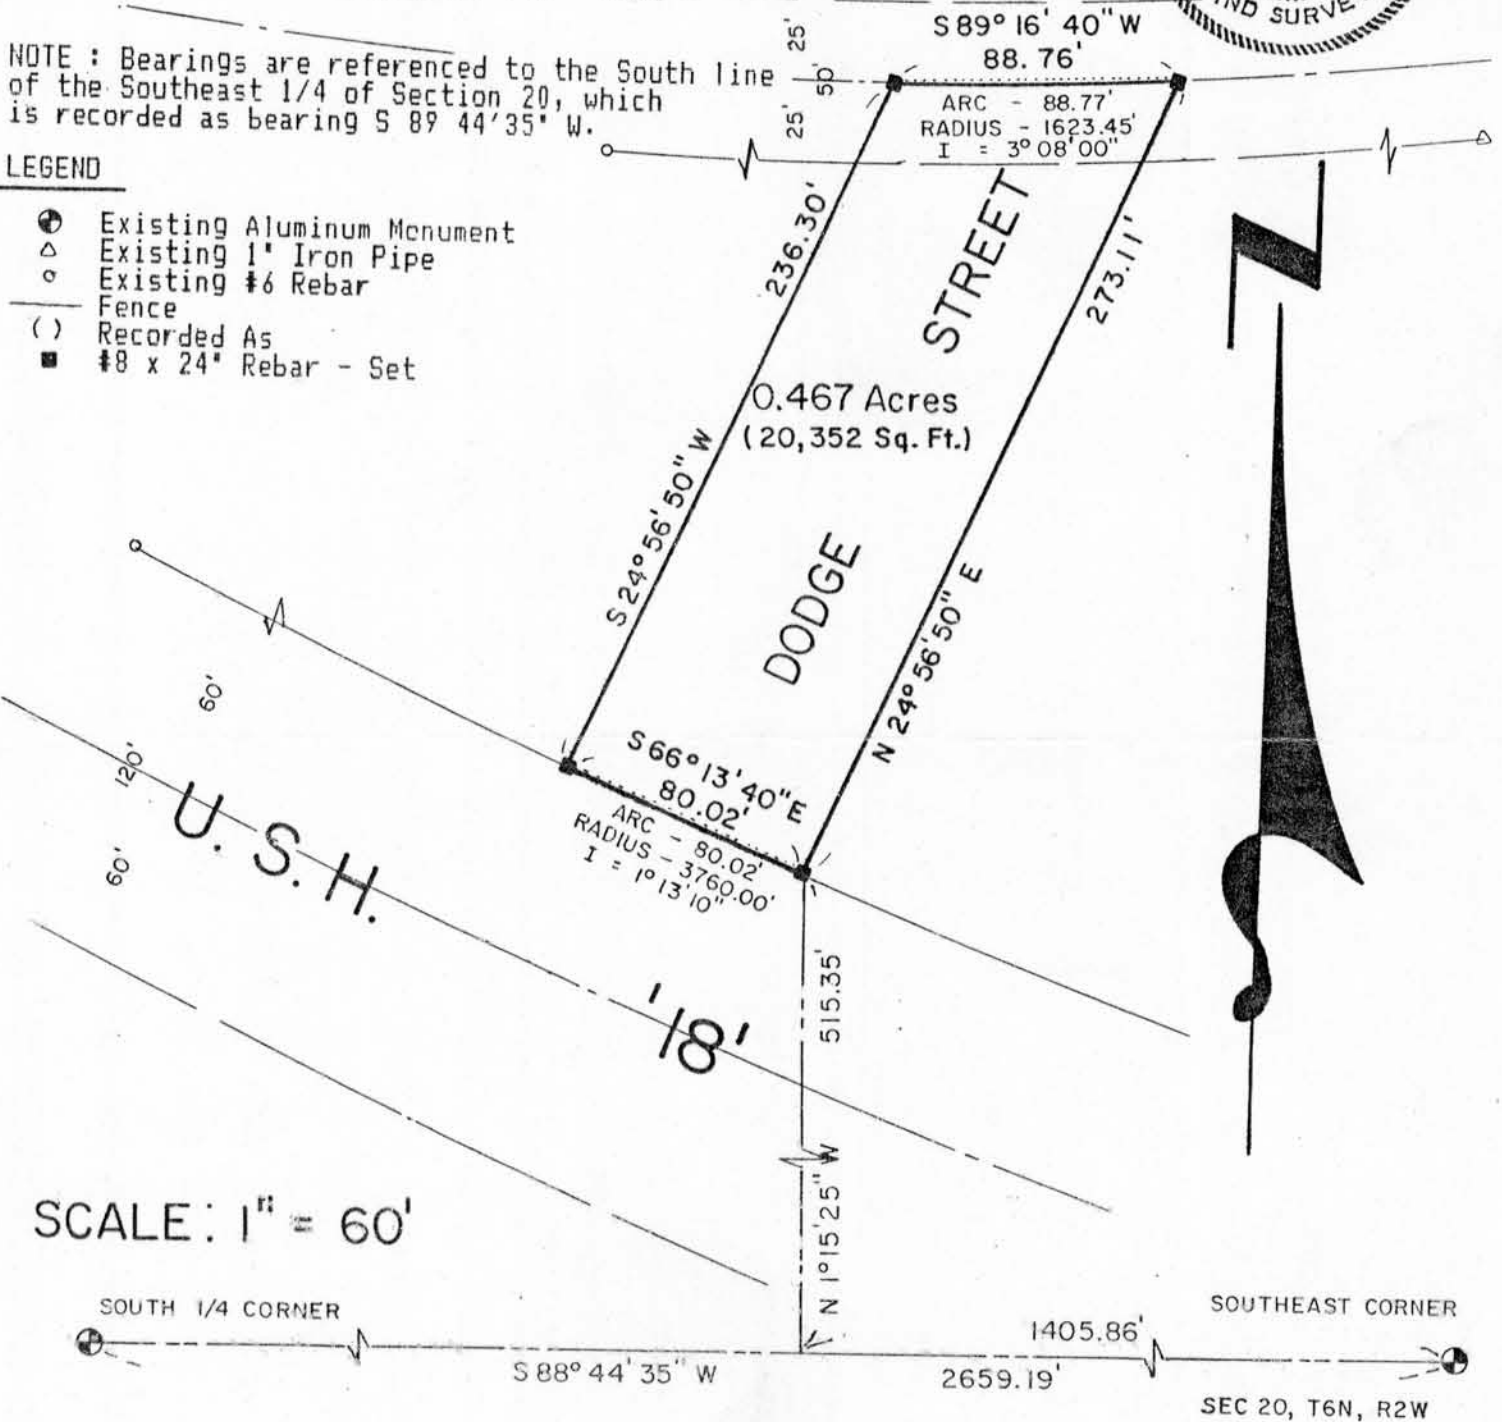 ND SURVE
S 89° 16' 40" W
88.76'
25'
50'
25'
NOTE : Bearings are referenced to the South line
of the Southeast 1/4 of Section 20, which
is recorded as bearing S 89 44'35" W.
ARC - 88.77'
RADIUS - 1623.45'
I = 3° 08' 00"
LEGEND
Existing Aluminum Monument
Existing 1" Iron Pipe
Existing #6 Rebar
Fence
( ) Recorded As
#8 x 24" Rebar - Set
236.30'
S 24° 56' 50" W
273.11'
N 24° 56' 50" E
DODGE STREET
0.467 Acres
(20,352 Sq. Ft.)
60'
120'
60'
S 66° 13' 40" E
80.02'
ARC - 80.02'
RADIUS - 3760.00'
I = 1° 13' 10"
U. S. H. '18'
515.35'
N 1° 15' 25" W
SCALE: 1" = 60'
SOUTH 1/4 CORNER
SOUTHEAST CORNER
1405.86'
S 88° 44' 35" W
2659.19'
SEC 20, T6N, R2W